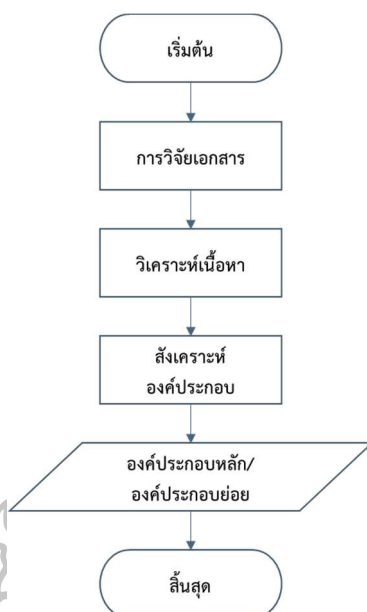 เริ่มต้น
การวิจัยเอกสาร
วิเคราะห์เนื้อหา
สังเคราะห์
องค์ประกอบ
องค์ประกอบหลัก/
องค์ประกอบย่อย
สิ้นสุด